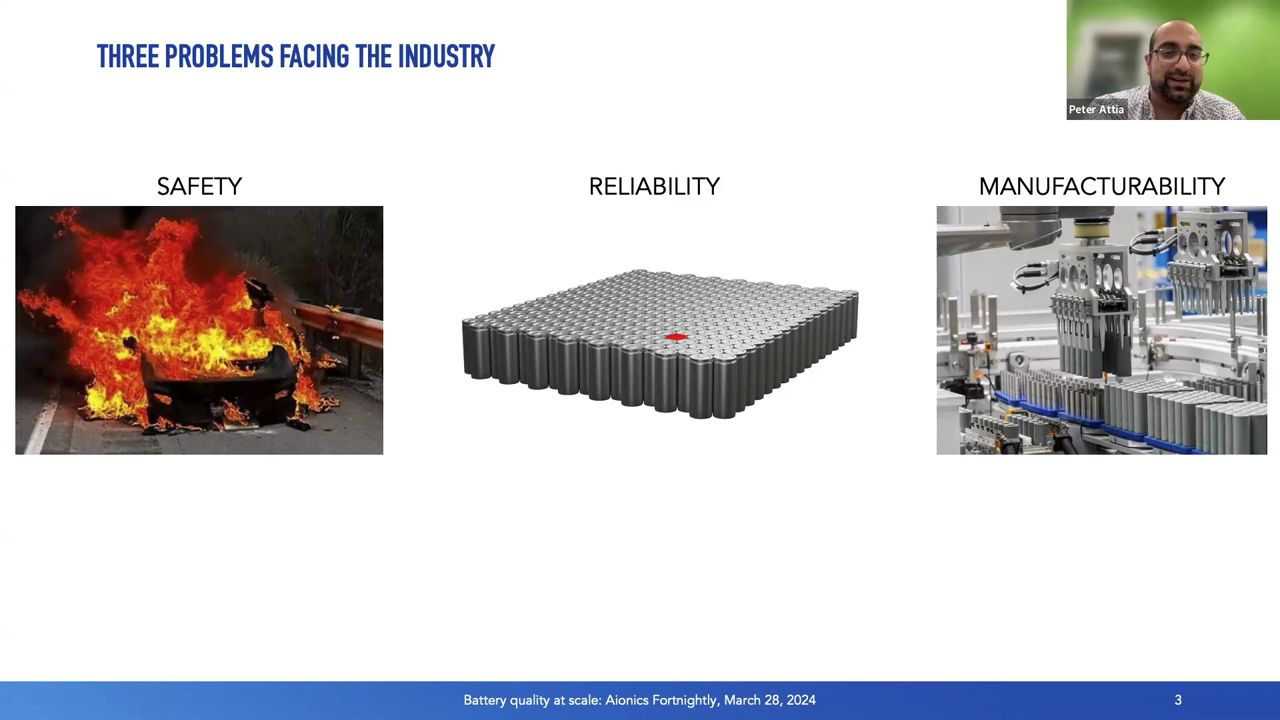 THREE PROBLEMS FACING THE INDUSTRY
Peter Attia
SAFETY
RELIABILITY
MANUFACTURABILITY
Battery quality at scale: Aionics Fortnightly, March 28, 2024
3